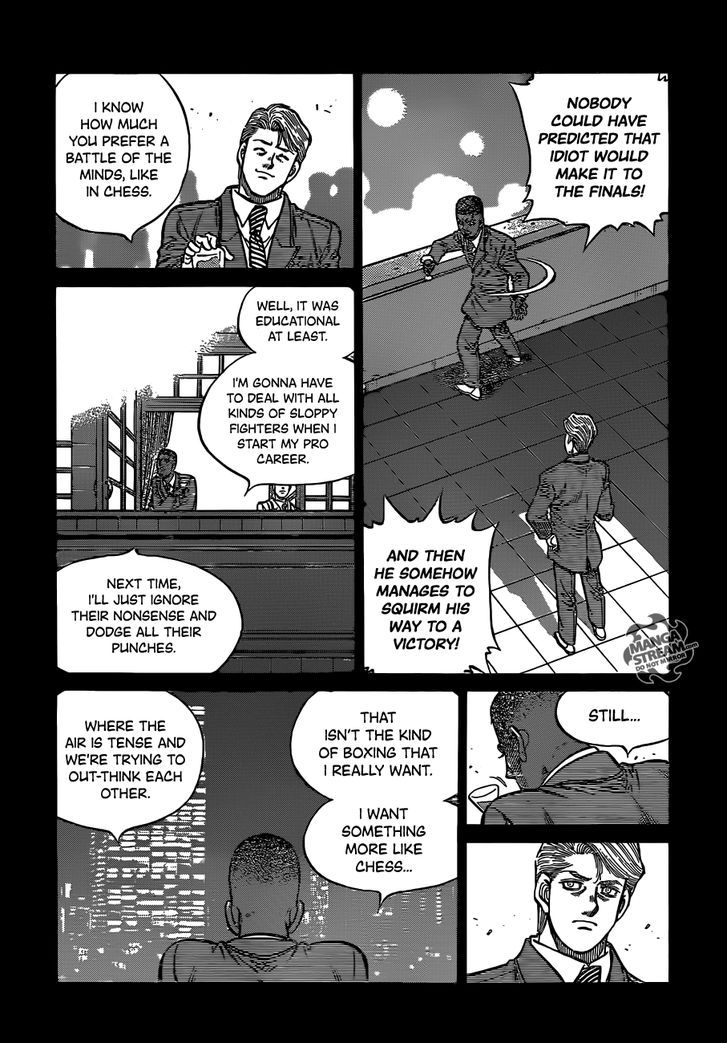 NOBODY
COULD HAVE
PREDICTED THAT
IDIOT WOULD
MAKE IT TO
THE FINALS!
AND THEN
HE SOMEHOW
MANAGES TO
SQUIRM HIS
WAY TO A
VICTORY!
I KNOW
HOW MUCH
YOU PREFER A
BATTLE OF THE
MINDS, LIKE
IN CHESS.
WELL, IT WAS
EDUCATIONAL
AT LEAST.
I'M GONNA HAVE
TO DEAL WITH ALL
KINDS OF SLOPPY
FIGHTERS WHEN I
START MY PRO
CAREER.
NEXT TIME,
I'LL JUST IGNORE
THEIR NONSENSE AND
DODGE ALL THEIR
PUNCHES.
STILL...
THAT
ISN'T THE KIND
OF BOXING THAT
I REALLY WANT.
I WANT
SOMETHING
MORE LIKE
CHESS...
WHERE THE
AIR IS TENSE AND
WE'RE TRYING TO
OUT-THINK EACH
OTHER.
MANGA
STREAM.com
DO NOT MIRROR